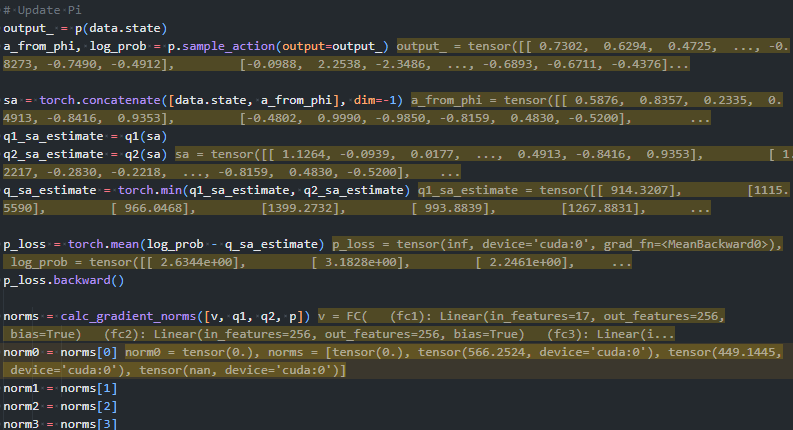 # Update Pi
output_ = p(data.state)
a_from_phi, log_prob = p.sample_action(output=output_) output_ = tensor([[ 0.7302,  0.6294,  0.4725,  ..., -0.
8273, -0.7490, -0.4912],        [-0.0988,  2.2538, -2.3486,  ..., -0.6893, -0.6711, -0.4376]...
sa = torch.concatenate([data.state, a_from_phi], dim=-1) a_from_phi = tensor([[ 0.5876,  0.8357,  0.2335,  0.
4913, -0.8416,  0.9353],        [-0.4802,  0.9990, -0.9850, -0.8159,  0.4830, -0.5200],        ...
q1_sa_estimate = q1(sa)
q2_sa_estimate = q2(sa) sa = tensor([[ 1.1264, -0.0939,  0.0177,  ...,  0.4913, -0.8416,  0.9353],        [ 1.
2217, -0.2830, -0.2218,  ..., -0.8159,  0.4830, -0.5200],     ...
q_sa_estimate = torch.min(q1_sa_estimate, q2_sa_estimate) q1_sa_estimate = tensor([[ 914.3207],        [1115.
5590],        [ 966.0468],        [1399.2732],        [ 993.8839],        [1267.8831],      ...
p_loss = torch.mean(log_prob - q_sa_estimate) p_loss = tensor(inf, device='cuda:0', grad_fn=<MeanBackward0>),
log_prob = tensor([[ 2.6344e+00],        [ 3.1828e+00],        [ 2.2461e+00],     ...
p_loss.backward()
norms = calc_gradient_norms([v, q1, q2, p]) v = FC(   (fc1): Linear(in_features=17, out_features=256,
bias=True)   (fc2): Linear(in_features=256, out_features=256, bias=True)   (fc3): Linear(i...
norm0 = norms[0] norm0 = tensor(0.), norms = [tensor(0.), tensor(566.2524, device='cuda:0'), tensor(449.1445,
device='cuda:0'), tensor(nan, device='cuda:0')]
norm1 = norms[1]
norm2 = norms[2]
norm3 = norms[3]